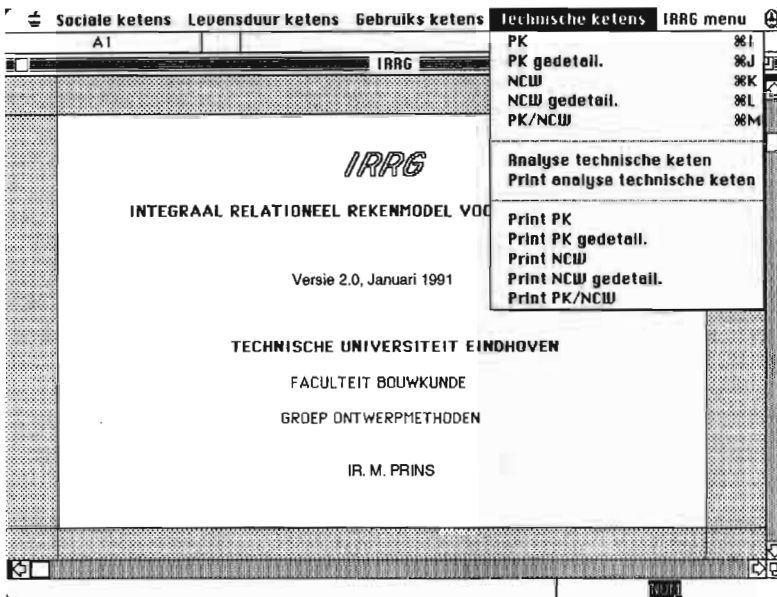 Sociale ketens Levensduur ketens Gebruiks ketens Technische ketens IRRG menu
A1
IRRG
PK ⌘I
PK gedetail. ⌘J
NCW ⌘K
NCW gedetail. ⌘L
PK/NCW ⌘M
Analyse technische keten
Print analyse technische keten
Print PK
Print PK gedetail.
Print NCW
Print NCW gedetail.
Print PK/NCW
IRRG
INTEGRAAL RELATIONEEL REKENMODEL VOO
Versie 2.0, Januari 1991
TECHNISCHE UNIVERSITEIT EINDHOVEN
FACULTEIT BOUWKUNDE
GROEP ONTWERPMETHODEN
IR. M. PRINS
NUM